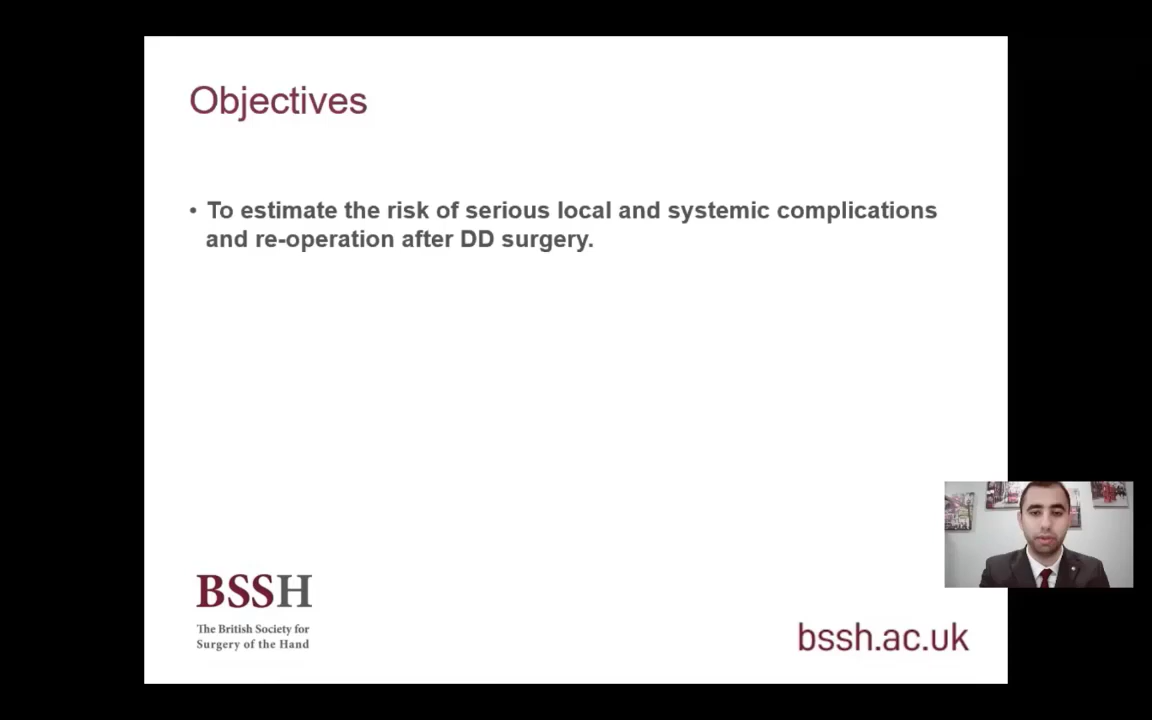 Objectives
• To estimate the risk of serious local and systemic complications
and re-operation after DD surgery.
BSSH
The British Society for
Surgery of the Hand
bssh.ac.uk